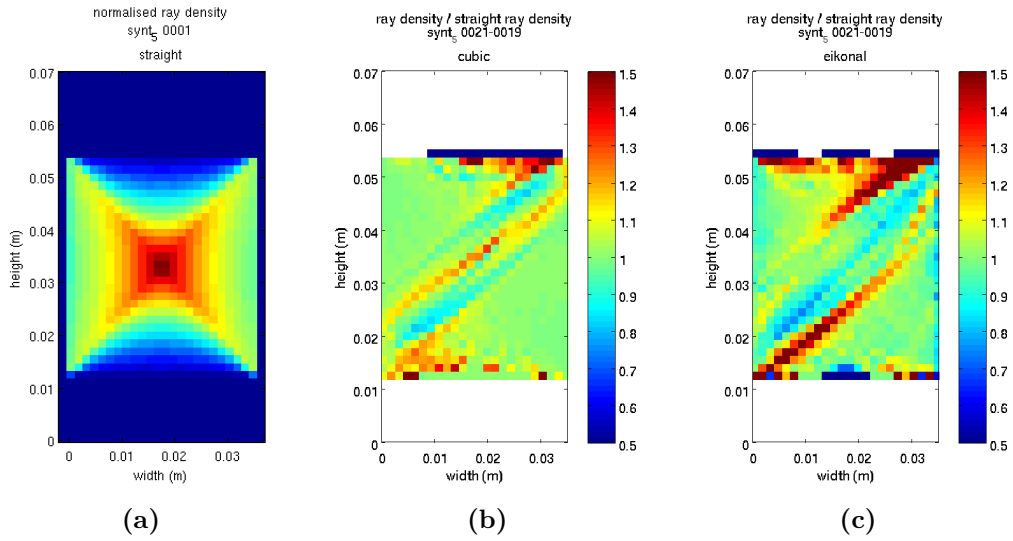 normalised ray density
synt5 0001
straight
0.07
0.06
0.05
0.04
0.03
0.02
0.01
0
height (m)
0 0.01 0.02 0.03
width (m)
(a)
ray density / straight ray density
synt5 0021-0019
cubic
0.07
0.06
0.05
0.04
0.03
0.02
0.01
0
height (m)
0 0.01 0.02 0.03
width (m)
1.5
1.4
1.3
1.2
1.1
1
0.9
0.8
0.7
0.6
0.5
(b)
ray density / straight ray density
synt5 0021-0019
eikonal
0.07
0.06
0.05
0.04
0.03
0.02
0.01
0
height (m)
0 0.01 0.02 0.03
width (m)
1.5
1.4
1.3
1.2
1.1
1
0.9
0.8
0.7
0.6
0.5
(c)